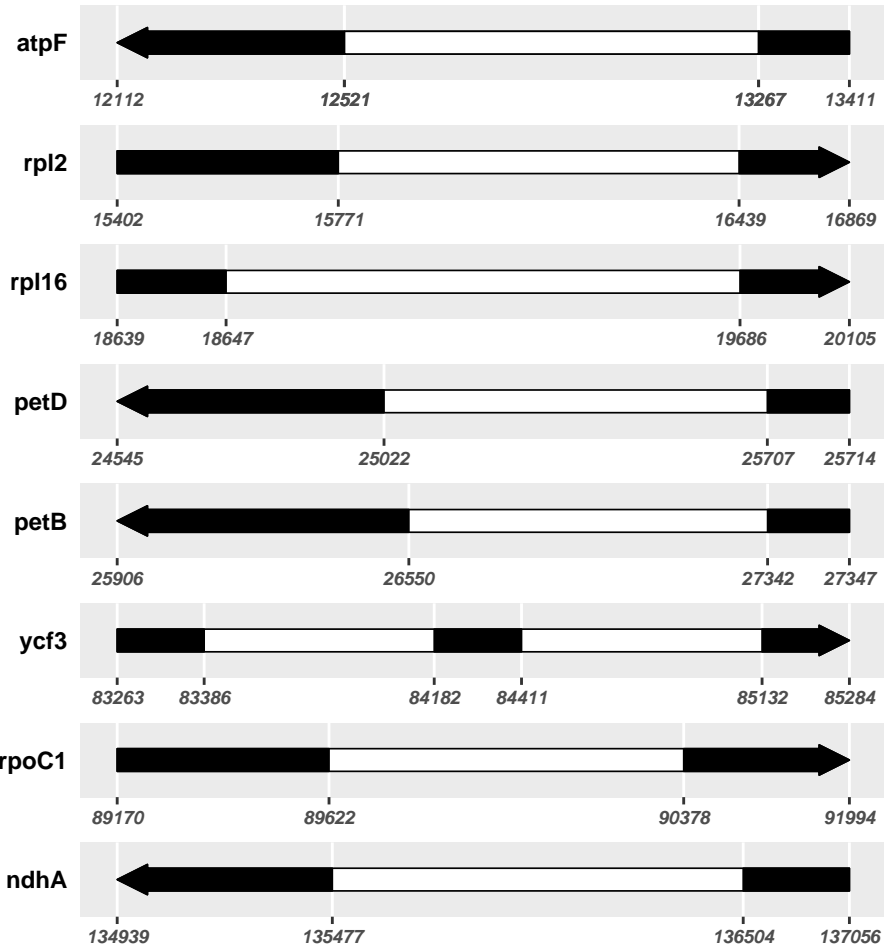 atpF
12112 12521 13267 13411
rpl2
15402 15771 16439 16869
rpl16
18639 18647 19686 20105
petD
24545 25022 25707 25714
petB
25906 26550 27342 27347
ycf3
83263 83386 84182 84411 85132 85284
rpoC1
89170 89622 90378 91994
ndhA
134939 135477 136504 137056